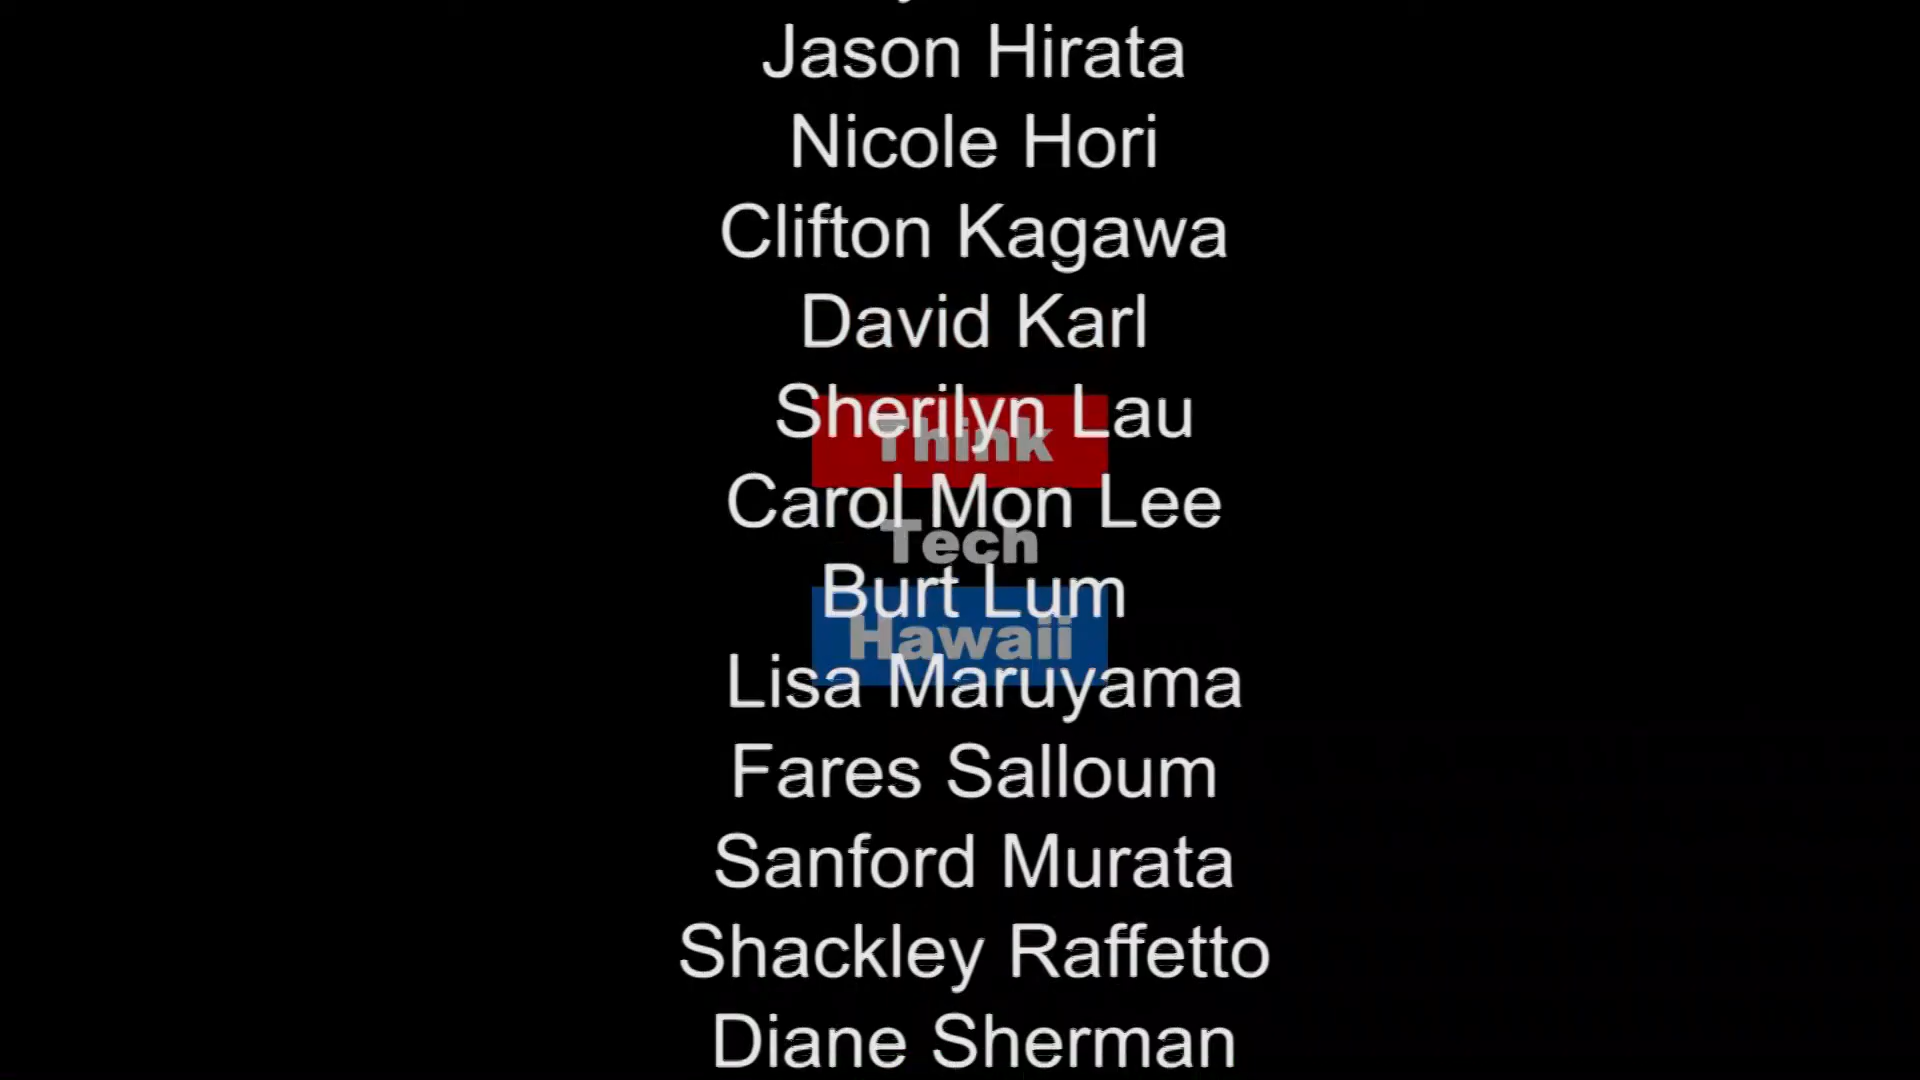 Jason Hirata
Nicole Hori
Clifton Kagawa
David Karl
Sherilyn Lau
Think
Carol Mon Lee
Tech
Burt Lum
Hawaii
Lisa Maruyama
Fares Salloum
Sanford Murata
Shackley Raffetto
Diane Sherman